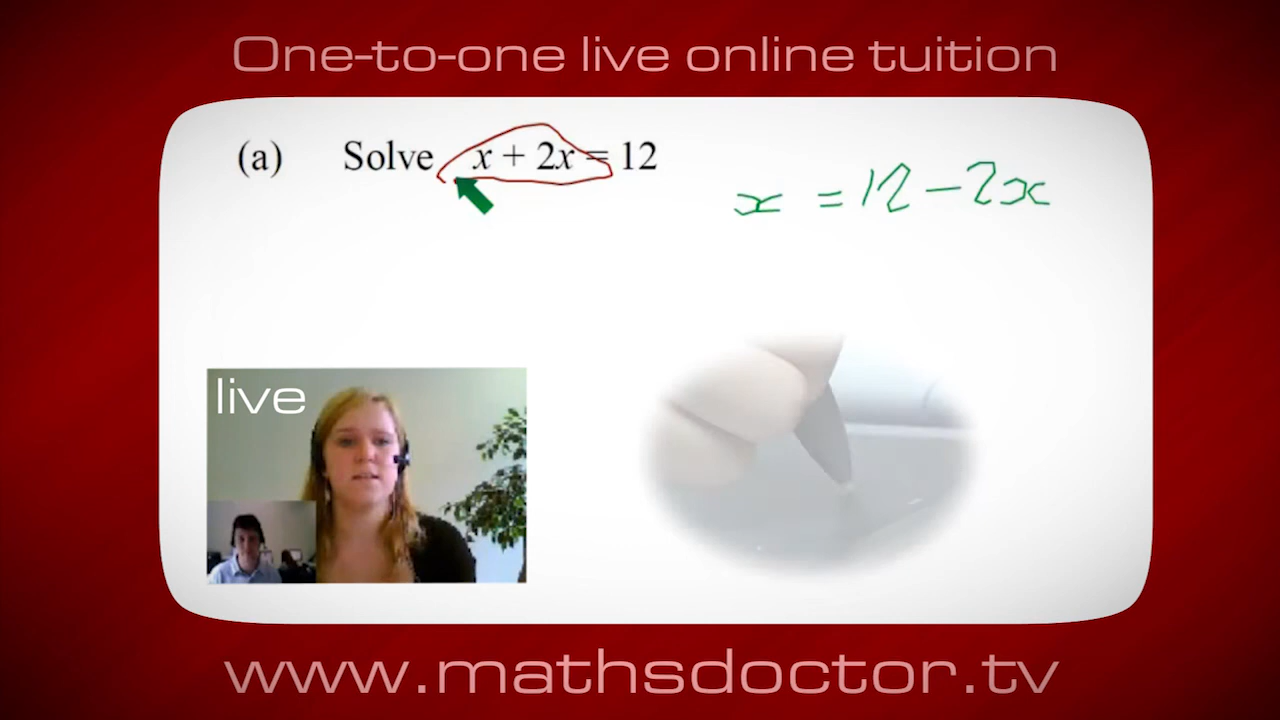 One-to-one live online tuition
(a) Solve x + 2x = 12
x = 12 - 2x
live
www.mathsdoctor.tv